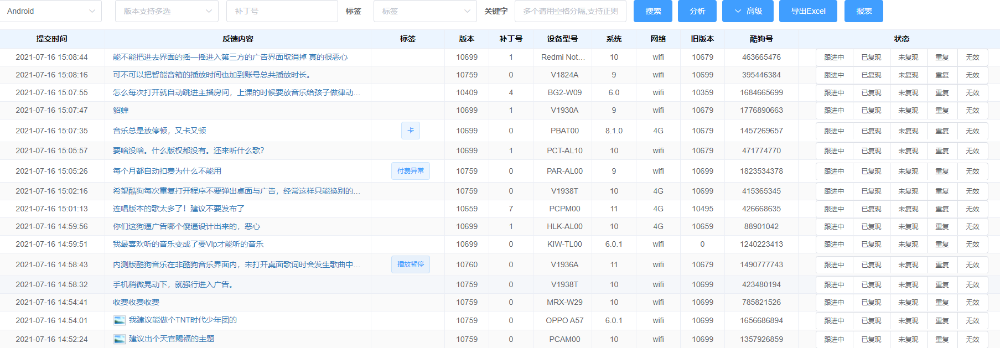 Android 版本支持多选 补丁号 标签 标签 关键字 多个请用空格分隔,支持正则 搜索 分析 高级 导出Excel 报表
提交时间 反馈内容 标签 版本 补丁号 设备型号 系统 网络 旧版本 酷狗号 状态
2021-07-16 15:08:44 能不能把进去界面的摇一摇进入第三方的广告界面取消掉 真的很恶心 10699 1 Redmi Not... 10 wifi 10679 463665476 跟进中 已复现 未复现 重复 无效
2021-07-16 15:08:16 可不可以把智能音箱的播放时间也加到账号总共播放时长。 10759 0 V1824A 9 wifi 10699 395446384 跟进中 已复现 未复现 重复 无效
2021-07-16 15:07:55 怎么每次打开就自动跳进主播房间，上课的时候要放音乐给孩子做律动... 10409 4 BG2-W09 6.0 wifi 10359 1684665699 跟进中 已复现 未复现 重复 无效
2021-07-16 15:07:47 貂蝉 10699 1 V1930A 9 wifi 10679 1776890663 跟进中 已复现 未复现 重复 无效
2021-07-16 15:07:35 音乐总是放停顿，又卡又顿 卡 10699 0 PBAT00 8.1.0 4G 10679 1457269657 跟进中 已复现 未复现 重复 无效
2021-07-16 15:05:57 要啥没啥。什么版权都没有。还来听什么歌？ 10699 1 PCT-AL10 10 wifi 10679 471774770 跟进中 已复现 未复现 重复 无效
2021-07-16 15:05:26 每个月都自动扣费为什么不能用 付费异常 10759 0 PAR-AL00 9 wifi 10699 1823534378 跟进中 已复现 未复现 重复 无效
2021-07-16 15:02:16 希望酷狗每次重复打开程序不要弹出桌面与广告，经常这样只能换别的... 10759 0 V1938T 10 4G 10699 415365345 跟进中 已复现 未复现 重复 无效
2021-07-16 15:01:13 连唱版本的歌太多了！建议不要发布了 10659 7 PCPM00 11 4G 10495 426668635 跟进中 已复现 未复现 重复 无效
2021-07-16 14:59:56 你们这狗逼广告哪个傻逼设计出来的，恶心 10699 1 HLK-AL00 10 4G 10659 88901042 跟进中 已复现 未复现 重复 无效
2021-07-16 14:59:51 我最喜欢听的音乐变成了要VIp才能听的音乐 10699 0 KIW-TL00 6.0.1 wifi 0 1240223413 跟进中 已复现 未复现 重复 无效
2021-07-16 14:58:43 内测版酷狗音乐在非酷狗音乐界面内，未打开桌面歌词时会发生歌曲中... 播放暂停 10760 0 V1936A 11 wifi 10679 1490777743 跟进中 已复现 未复现 重复 无效
2021-07-16 14:58:32 手机稍微晃动下，就强行进入广告。 10759 0 V1938T 10 wifi 10699 423480194 跟进中 已复现 未复现 重复 无效
2021-07-16 14:54:41 收费收费收费 10759 0 MRX-W29 10 wifi 10699 785821526 跟进中 已复现 未复现 重复 无效
2021-07-16 14:54:01 我建议能做个TNT时代少年团的 10759 0 OPPO A57 6.0.1 wifi 10699 1656686894 跟进中 已复现 未复现 重复 无效
2021-07-16 14:52:24 建议出个天官赐福的主题 10759 0 PCAM00 10 wifi 10699 1357926859 跟进中 已复现 未复现 重复 无效